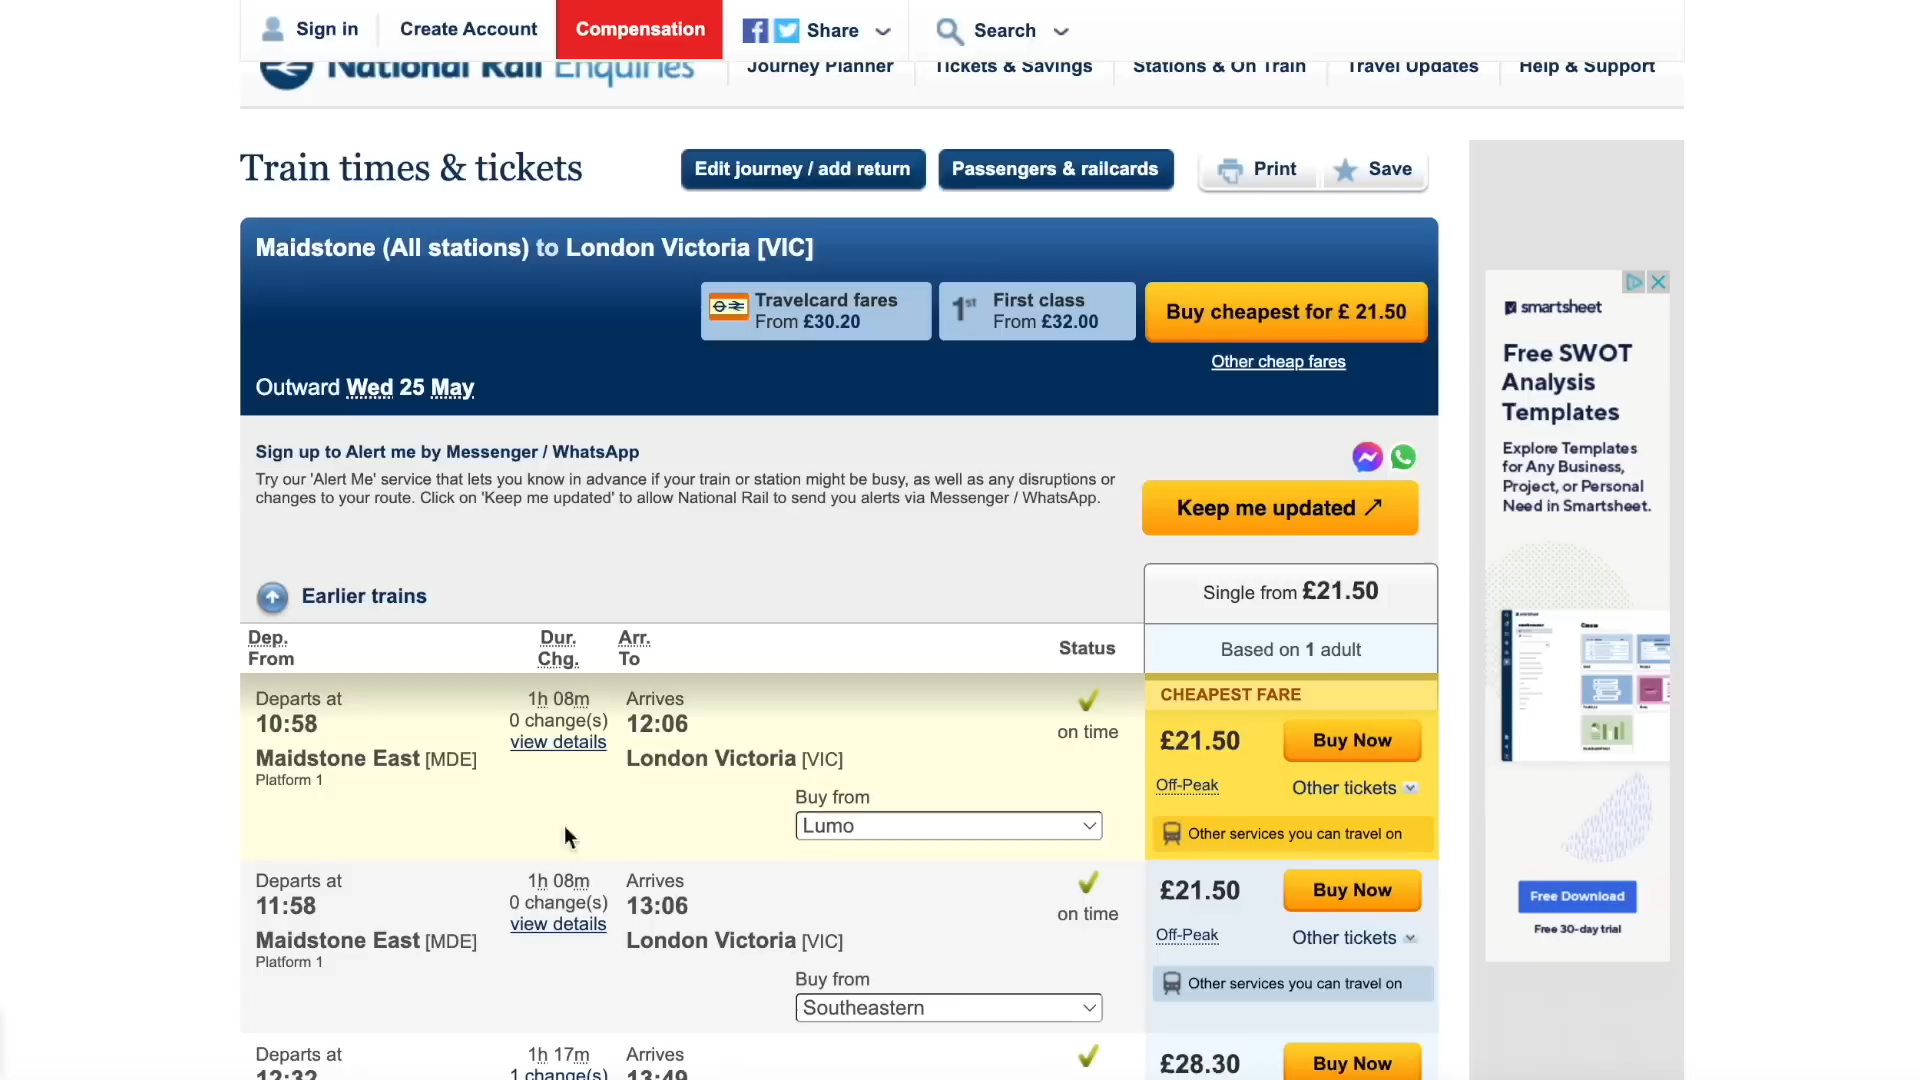 Sign in
Create Account
Compensation
Share
Search
National Rail Enquiries
Journey Planner
Tickets & Savings
Stations & On Train
Travel Updates
Help & Support
Train times & tickets
Edit journey / add return
Passengers & railcards
Print
Save
Maidstone (All stations) to London Victoria [VIC]
Travelcard fares
From £30.20
1st
First class
From £32.00
Buy cheapest for £ 21.50
Other cheap fares
Outward Wed 25 May
Sign up to Alert me by Messenger / WhatsApp
Try our 'Alert Me' service that lets you know in advance if your train or station might be busy, as well as any disruptions or
changes to your route. Click on 'Keep me updated' to allow National Rail to send you alerts via Messenger / WhatsApp.
Keep me updated
Earlier trains
Single from £21.50
Dep.
From
Dur.
Chg.
Arr.
To
Status
Based on 1 adult
Departs at
10:58
Maidstone East [MDE]
Platform 1
1h 08m
0 change(s)
view details
Arrives
12:06
London Victoria [VIC]
Buy from
Lumo
on time
CHEAPEST FARE
£21.50
Buy Now
Off-Peak
Other tickets
Other services you can travel on
Departs at
11:58
Maidstone East [MDE]
Platform 1
1h 08m
0 change(s)
view details
Arrives
13:06
London Victoria [VIC]
Buy from
Southeastern
on time
£21.50
Buy Now
Off-Peak
Other tickets
Other services you can travel on
Departs at
12:32
1h 17m
1 change(s)
Arrives
13:49
£28.30
Buy Now
smartsheet
Free SWOT
Analysis
Templates
Explore Templates
for Any Business,
Project, or Personal
Need in Smartsheet.
Free Download
Free 30-day trial